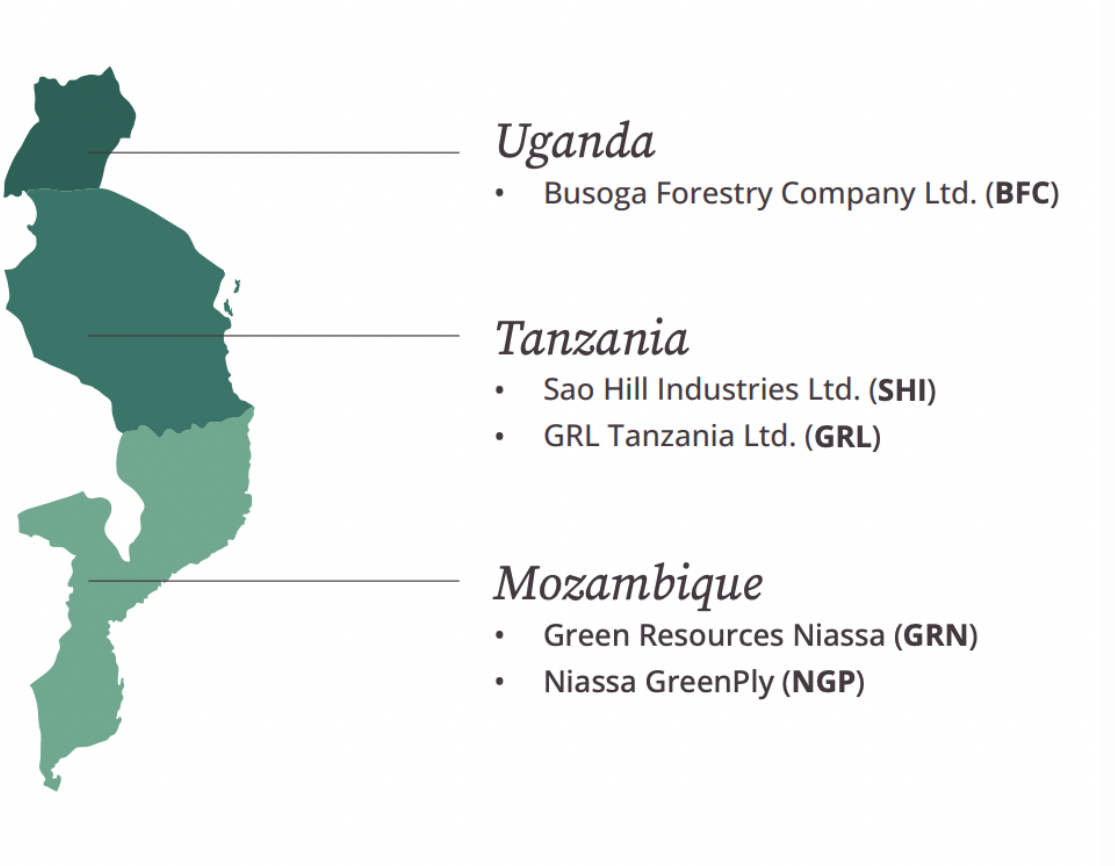 Uganda
• Busoga Forestry Company Ltd. (BFC)
Tanzania
• Sao Hill Industries Ltd. (SHI)
• GRL Tanzania Ltd. (GRL)
Mozambique
• Green Resources Niassa (GRN)
• Niassa GreenPly (NGP)